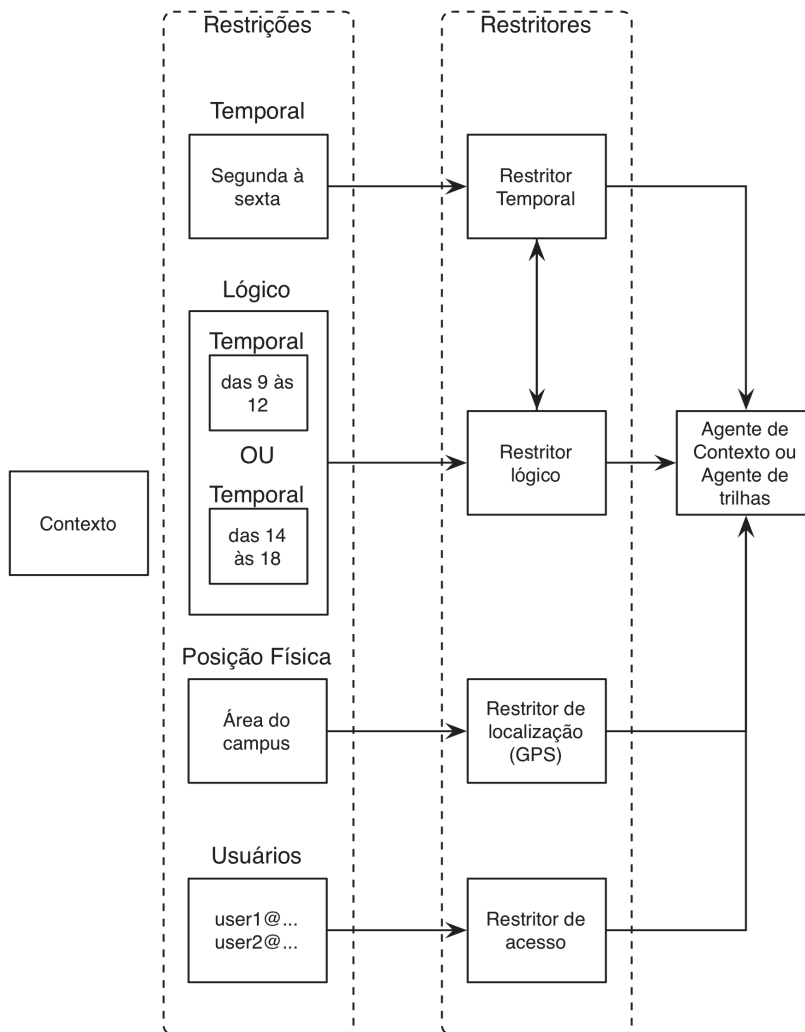 Restrições
Restritores
Temporal
Segunda à
sexta
Restritor
Temporal
Lógico
Temporal
das 9 às
12
OU
Temporal
das 14
às 18
Restritor
lógico
Agente de
Contexto ou
Agente de
trilhas
Contexto
Posição Física
Área do
campus
Restritor de
localização
(GPS)
Usuários
user1@...
user2@...
Restritor de
acesso